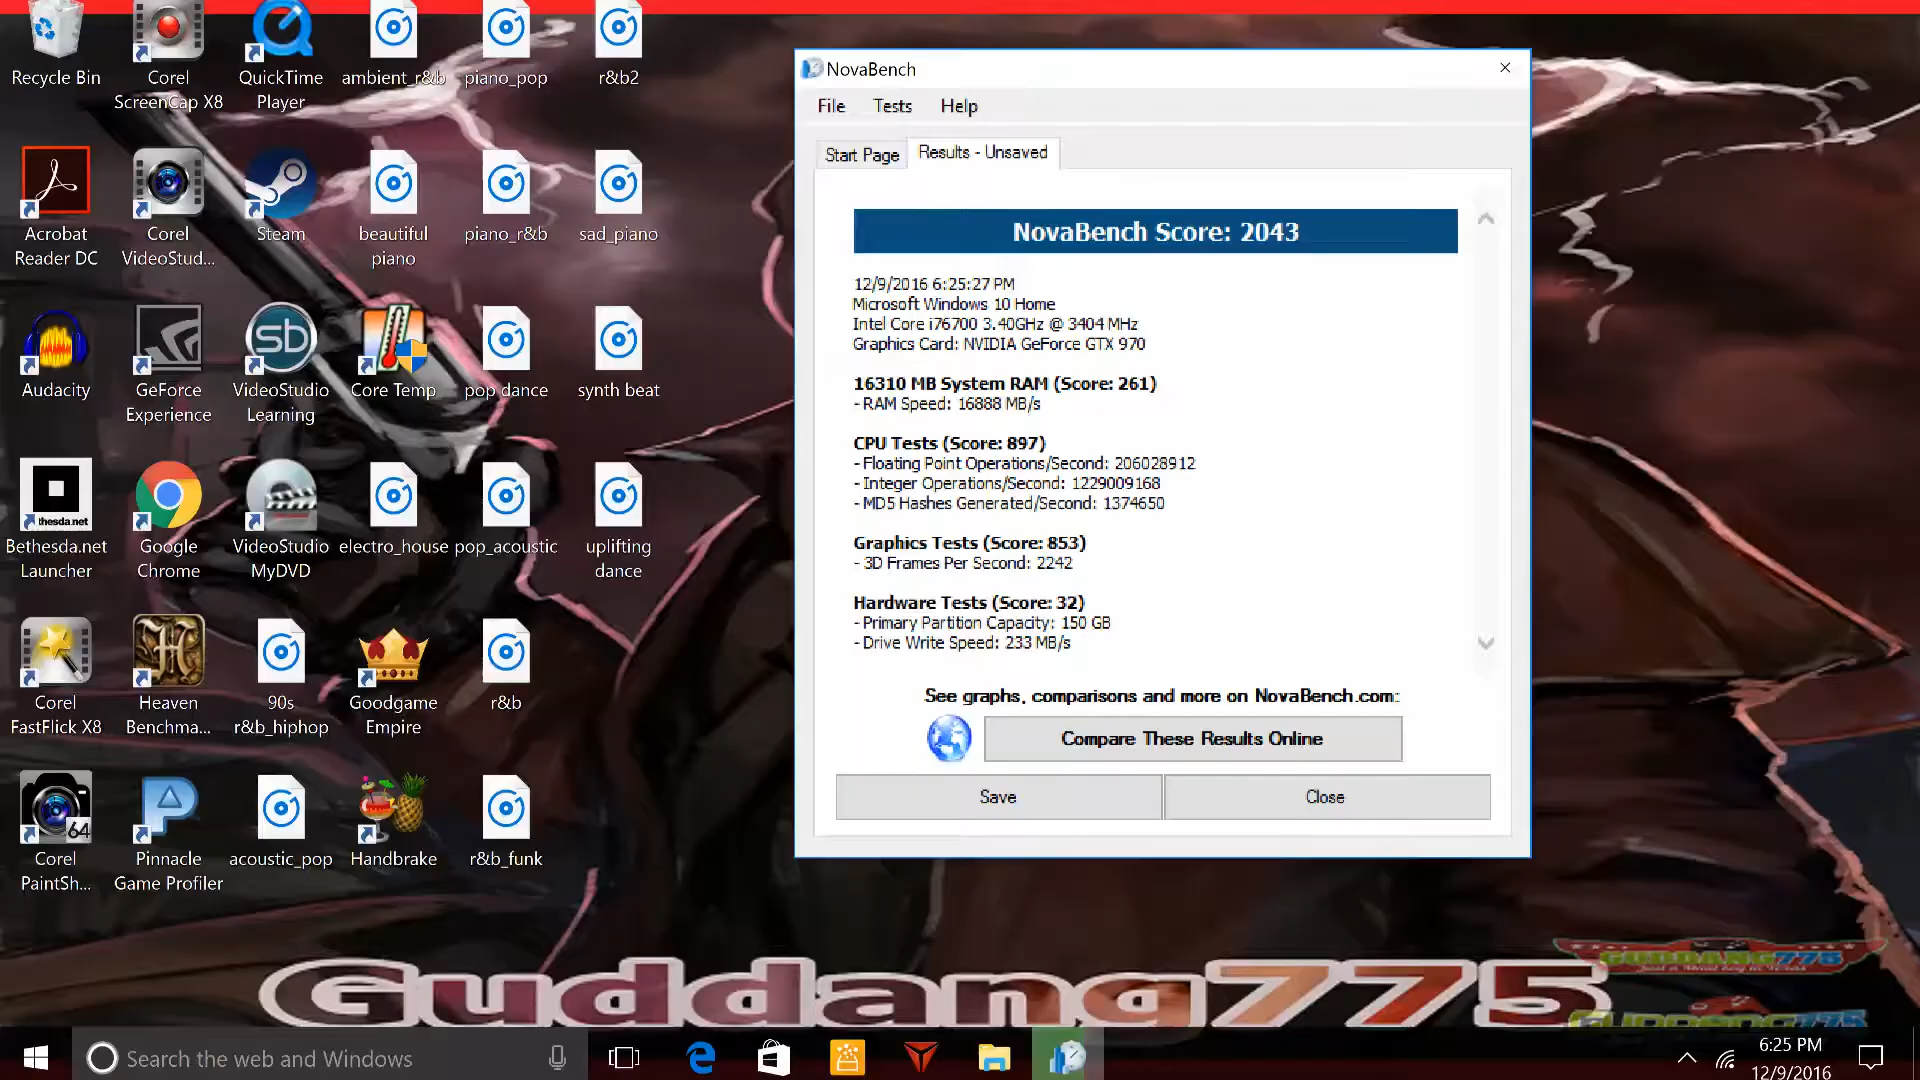 Recycle Bin
Corel
ScreenCap X8
QuickTime
Player
ambient_r&b
piano_pop
r&b2
Acrobat
Reader DC
Corel
VideoStud...
Steam
beautiful
piano
piano_r&b
sad_piano
Audacity
GeForce
Experience
sb
VideoStudio
Learning
Core Temp
pop dance
synth beat
thesda.net
Bethesda.net
Launcher
Google
Chrome
VideoStudio
MyDVD
electro_house
pop_acoustic
uplifting
dance
Corel
FastFlick X8
H
Heaven
Benchma...
90s
r&b_hiphop
Goodgame
Empire
r&b
64
Corel
PaintSh...
Pinnacle
Game Profiler
acoustic_pop
Handbrake
r&b_funk
NovaBench
File Tests Help
Start Page
Results - Unsaved
NovaBench Score: 2043
12/9/2016 6:25:27 PM
Microsoft Windows 10 Home
Intel Core i76700 3.40GHz @ 3404 MHz
Graphics Card: NVIDIA GeForce GTX 970
16310 MB System RAM (Score: 261)
- RAM Speed: 16888 MB/s
CPU Tests (Score: 897)
- Floating Point Operations/Second: 206028912
- Integer Operations/Second: 1229009168
- MD5 Hashes Generated/Second: 1374650
Graphics Tests (Score: 853)
- 3D Frames Per Second: 2242
Hardware Tests (Score: 32)
- Primary Partition Capacity: 150 GB
- Drive Write Speed: 233 MB/s
See graphs, comparisons and more on NovaBench.com:
Compare These Results Online
Save
Close
Guddang775
GUDDANG775
GUDDANG775
Search the web and Windows
6:25 PM
12/9/2016